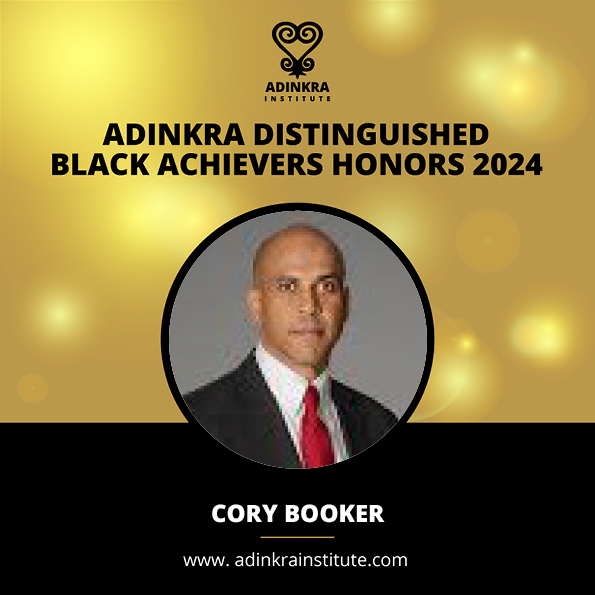 ADINKRA
INSTITUTE
ADINKRA DISTINGUISHED
BLACK ACHIEVERS HONORS 2024
CORY BOOKER
www. adinkrainstitute.com